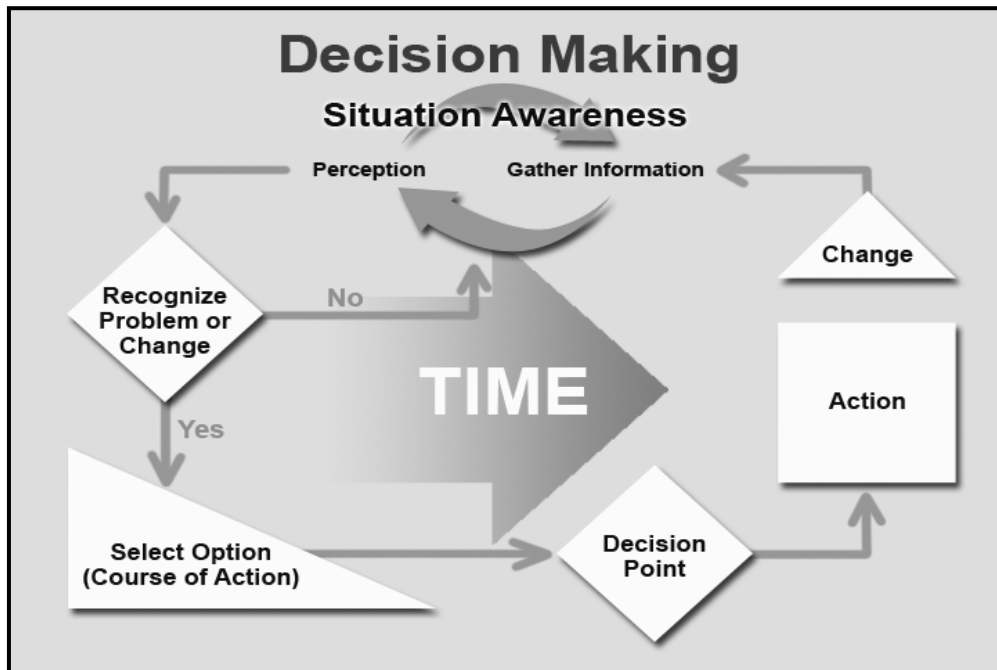 Decision Making
Situation Awareness
Perception
Gather Information
Change
Recognize
Problem or
Change
No
Yes
TIME
Action
Select Option
(Course of Action)
Decision
Point